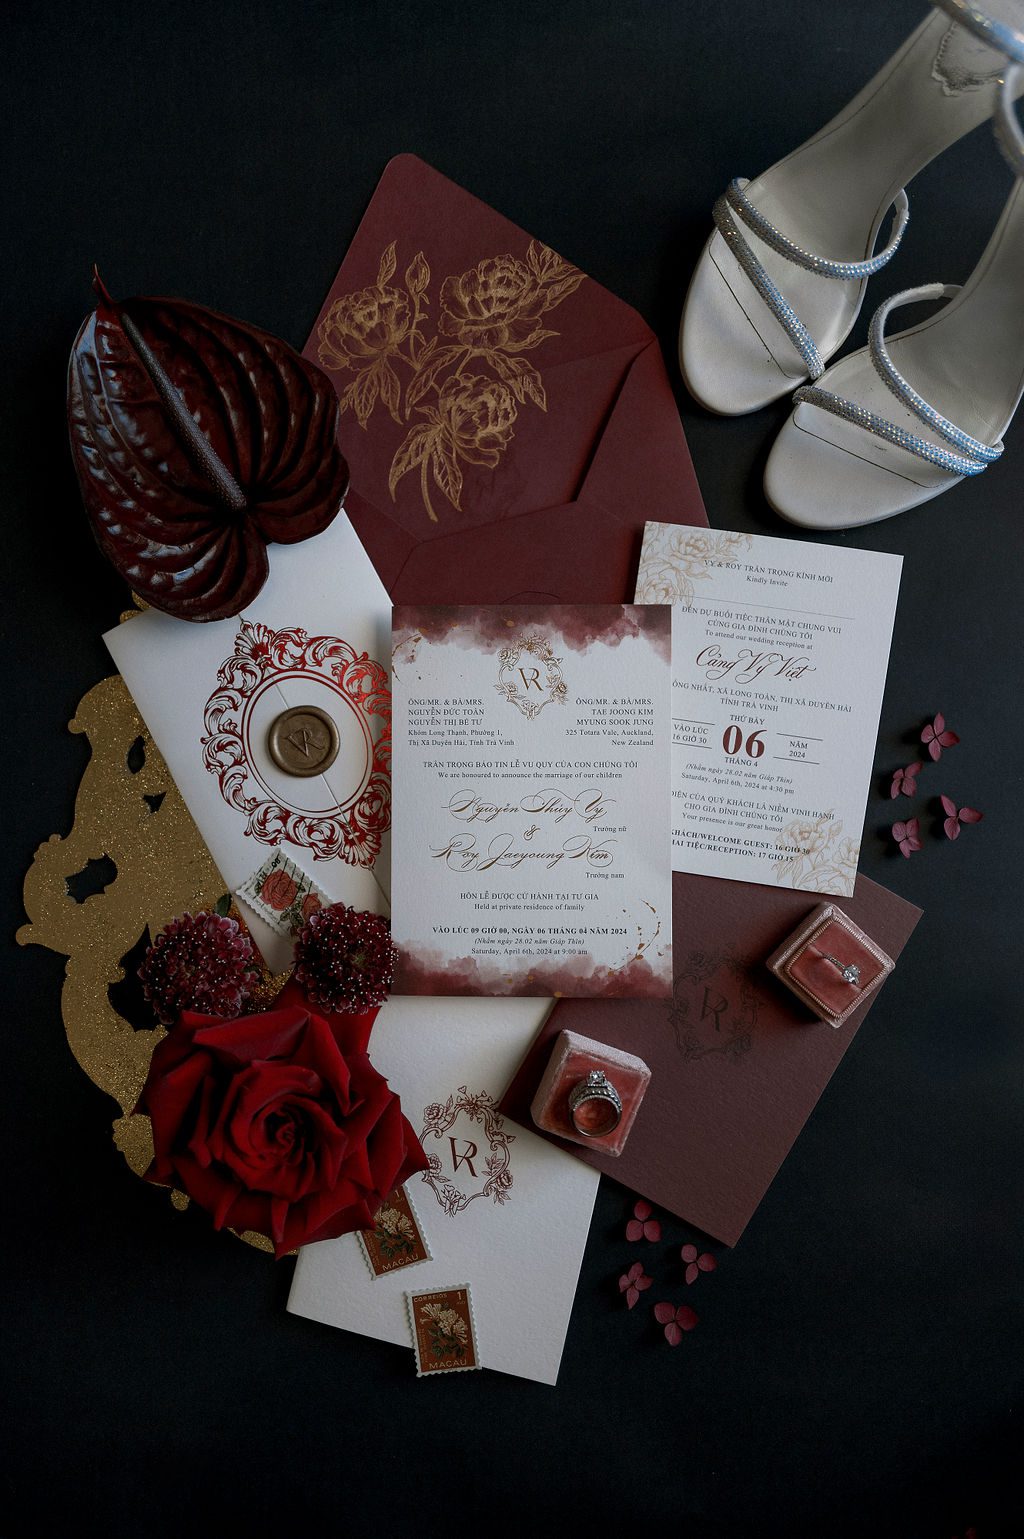 VY & ROY TRÂN TRỌNG KÍNH MỜI
Kindly Invite
ĐẾN DỰ BUỔI TIỆC THÂN MẬT CHUNG VUI
CÙNG GIA ĐÌNH CHÚNG TÔI
To attend our wedding reception at
Cảng Vỹ Việt
ỐNG NHẤT, XÃ LONG TOÀN, THỊ XÃ DUYÊN HẢI
TỈNH TRÀ VINH
THỨ BẢY
VÀO LÚC
16 GIỜ 30
06
NĂM
2024
THÁNG 4
(Nhằm ngày 28.02 năm Giáp Thìn)
Saturday, April 6th, 2024 at 4:30 pm
DIỆN CỦA QUÝ KHÁCH LÀ NIỀM VINH HẠNH
CHO GIA ĐÌNH CHÚNG TÔI
Your presence is our great honor
KHÁCH/WELCOME GUEST: 16 GIỜ 30
HAI TIỆC/RECEPTION: 17 GIỜ 15
VR
ÔNG/MR. & BÀ/MRS.
NGUYỄN ĐỨC TOÀN
NGUYỄN THỊ BÉ TƯ
Khóm Long Thạnh, Phường 1,
Thị Xã Duyên Hải, Tỉnh Trà Vinh
ÔNG/MR. & BÀ/MRS.
TAE JOONG KIM
MYUNG SOOK JUNG
325 Totara Vale, Auckland,
New Zealand
TRÂN TRỌNG BÁO TIN LỄ VU QUY CỦA CON CHÚNG TÔI
We are honoured to announce the marriage of our children
Nguyễn Thúy Vy
Trưởng nữ
&
Roy Jaeyoung Kim
Trưởng nam
HÔN LỄ ĐƯỢC CỬ HÀNH TẠI TƯ GIA
Held at private residence of family
VÀO LÚC 09 GIỜ 00, NGÀY 06 THÁNG 04 NĂM 2024
(Nhằm ngày 28.02 năm Giáp Thìn)
Saturday, April 6th, 2024 at 9:00 am
VR
VR
VR
MACAU
CORREIOS 1
MACAU